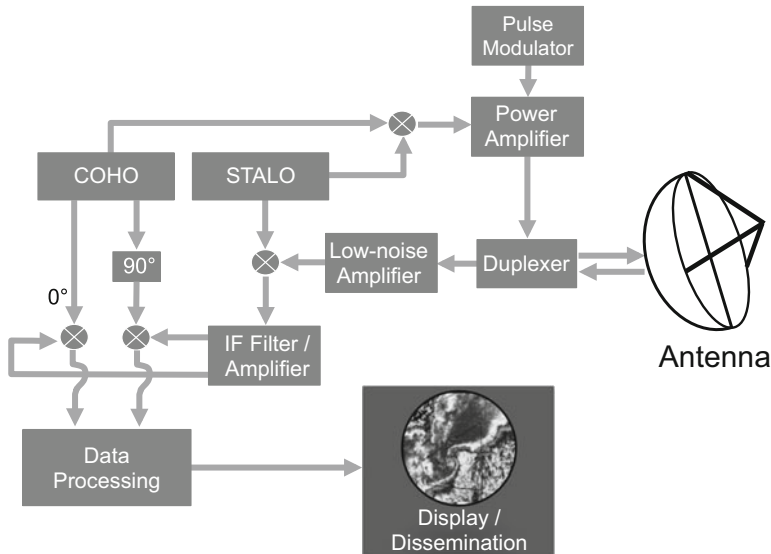 Pulse
Modulator
Power
Amplifier
COHO
STALO
90°
Low-noise
Amplifier
Duplexer
0°
IF Filter /
Amplifier
Antenna
Data
Processing
Display /
Dissemination